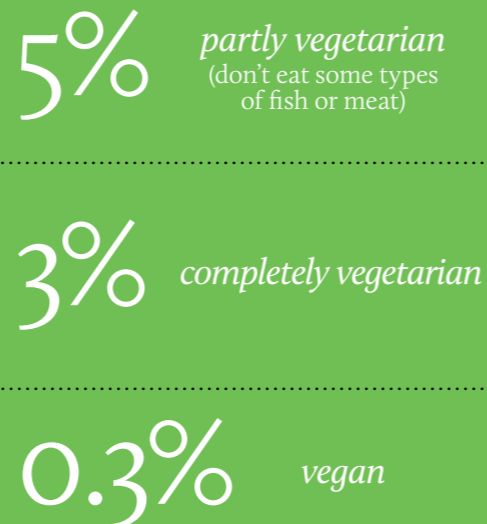 5% partly vegetarian
(don’t eat some types
of fish or meat)
3% completely vegetarian
0.3% vegan